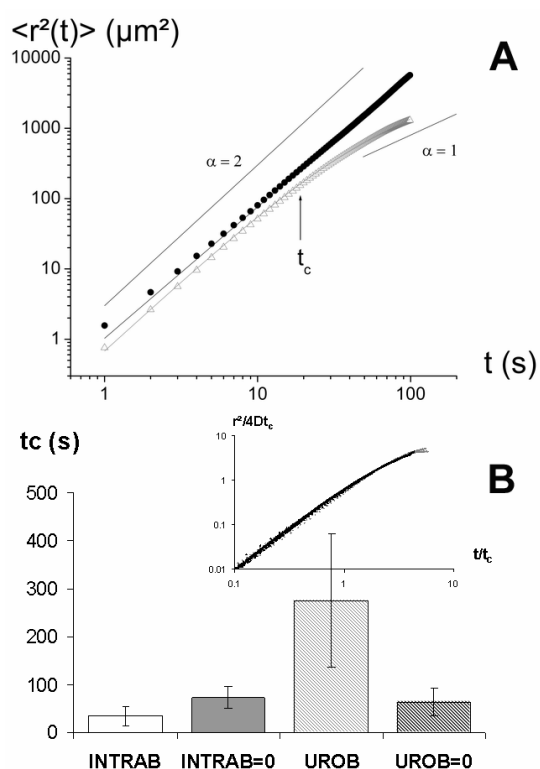 <r²(t)> (µm²)
A
10000
1000
100
10
1
α = 2
α = 1
t_c
1
10
100
t (s)
B
tc (s)
r²/4Dt_c
10
1
0.1
0.01
0.1
1
10
t/t_c
500
400
300
200
100
0
INTRAB
INTRAB=0
UROB
UROB=0